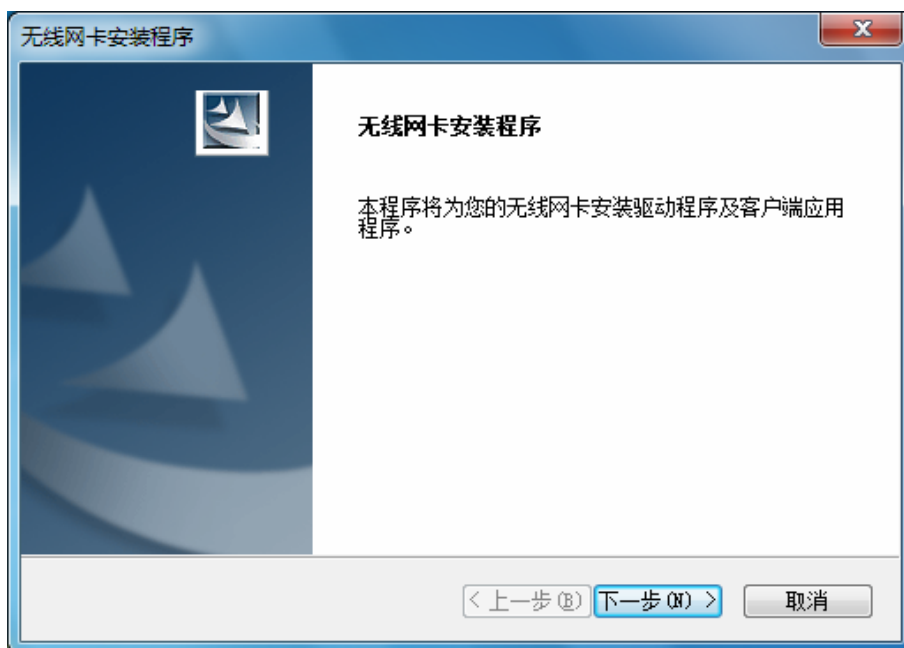 无线网卡安装程序
无线网卡安装程序
本程序将为您的无线网卡安装驱动程序及客户端应用
程序。
< 上一步(B) 下一步(N) > 取消